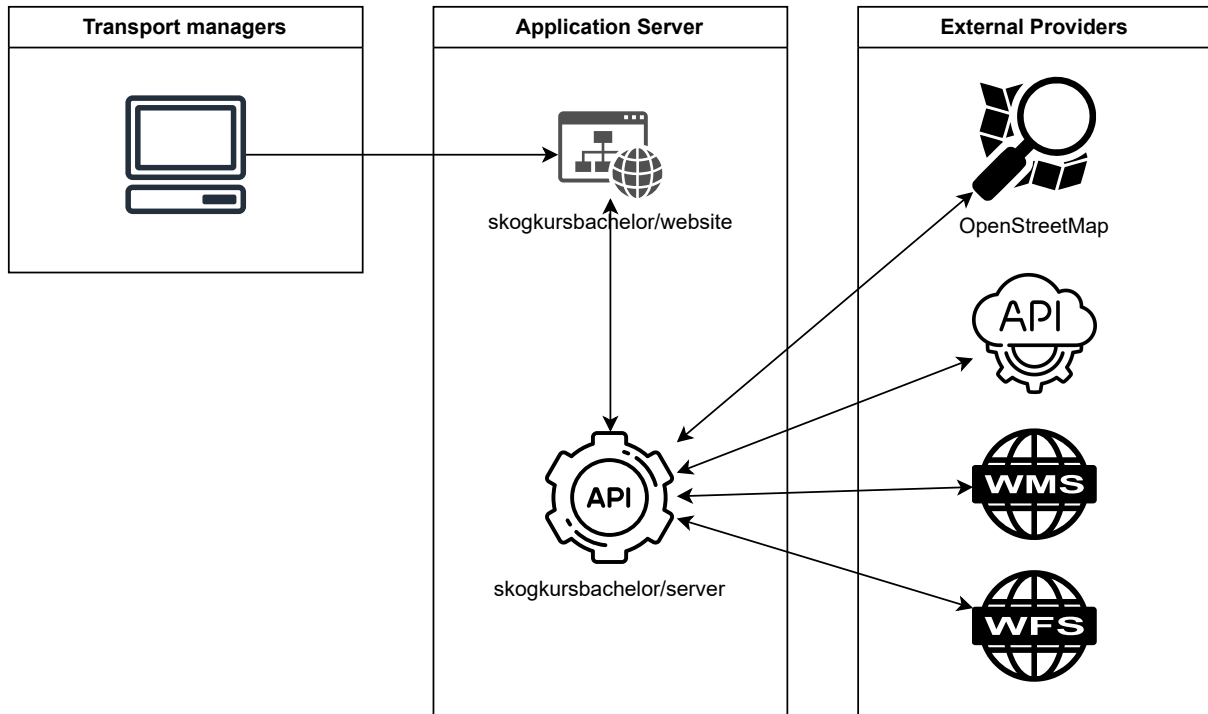 Transport managers
Application Server
External Providers
skogkursbachelor/website
OpenStreetMap
API
WMS
API
skogkursbachelor/server
WFS